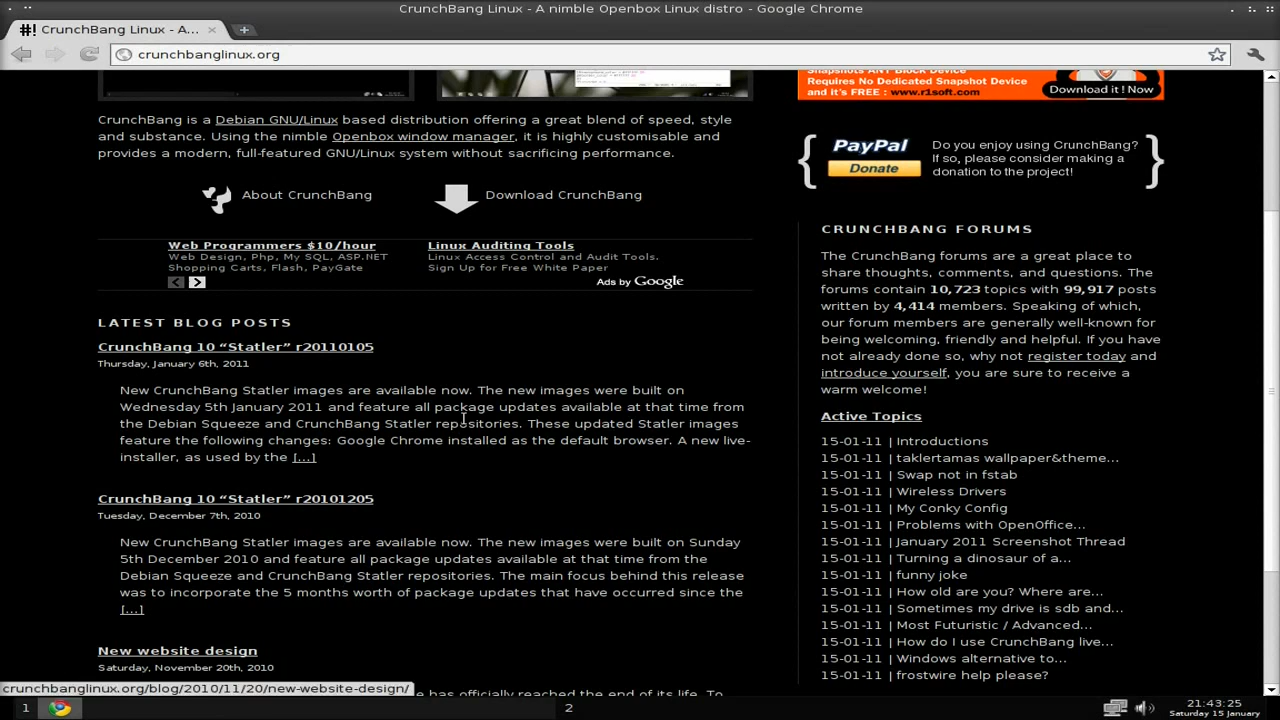 CrunchBang Linux - A nimble Openbox Linux distro - Google Chrome
#! CrunchBang Linux - A...
crunchbanglinux.org
Snapshots ANY Block Device
Requires No Dedicated Snapshot Device
and it's FREE : www.r1soft.com
Download it ! Now
CrunchBang is a Debian GNU/Linux based distribution offering a great blend of speed, style
and substance. Using the nimble Openbox window manager, it is highly customisable and
provides a modern, full-featured GNU/Linux system without sacrificing performance.
About CrunchBang
Download CrunchBang
Web Programmers $10/hour
Web Design, Php, My SQL, ASP.NET
Shopping Carts, Flash, PayGate
Linux Auditing Tools
Linux Access Control and Audit Tools.
Sign Up for Free White Paper
Ads by Google
LATEST BLOG POSTS
CrunchBang 10 “Statler” r20110105
Thursday, January 6th, 2011
New CrunchBang Statler images are available now. The new images were built on
Wednesday 5th January 2011 and feature all package updates available at that time from
the Debian Squeeze and CrunchBang Statler repositories. These updated Statler images
feature the following changes: Google Chrome installed as the default browser. A new live-
installer, as used by the [...]
CrunchBang 10 “Statler” r20101205
Tuesday, December 7th, 2010
New CrunchBang Statler images are available now. The new images were built on Sunday
5th December 2010 and feature all package updates available at that time from the
Debian Squeeze and CrunchBang Statler repositories. The main focus behind this release
was to incorporate the 5 months worth of package updates that have occurred since the
[...]
New website design
Saturday, November 20th, 2010
e has officially reached the end of its life. To
crunchbanglinux.org/blog/2010/11/20/new-website-design/
PayPal
Donate
Do you enjoy using CrunchBang?
If so, please consider making a
donation to the project!
CRUNCHBANG FORUMS
The CrunchBang forums are a great place to
share thoughts, comments, and questions. The
forums contain 10,723 topics with 99,917 posts
written by 4,414 members. Speaking of which,
our forum members are generally well-known for
being welcoming, friendly and helpful. If you have
not already done so, why not register today and
introduce yourself, you are sure to receive a
warm welcome!
Active Topics
15-01-11 | Introductions
15-01-11 | taklertamas wallpaper&theme...
15-01-11 | Swap not in fstab
15-01-11 | Wireless Drivers
15-01-11 | My Conky Config
15-01-11 | Problems with OpenOffice...
15-01-11 | January 2011 Screenshot Thread
15-01-11 | Turning a dinosaur of a...
15-01-11 | funny joke
15-01-11 | How old are you? Where are...
15-01-11 | Sometimes my drive is sdb and...
15-01-11 | Most Futuristic / Advanced...
15-01-11 | How do I use CrunchBang live...
15-01-11 | Windows alternative to...
15-01-11 | frostwire help please?
1
2
21:43:25
Saturday 15 January